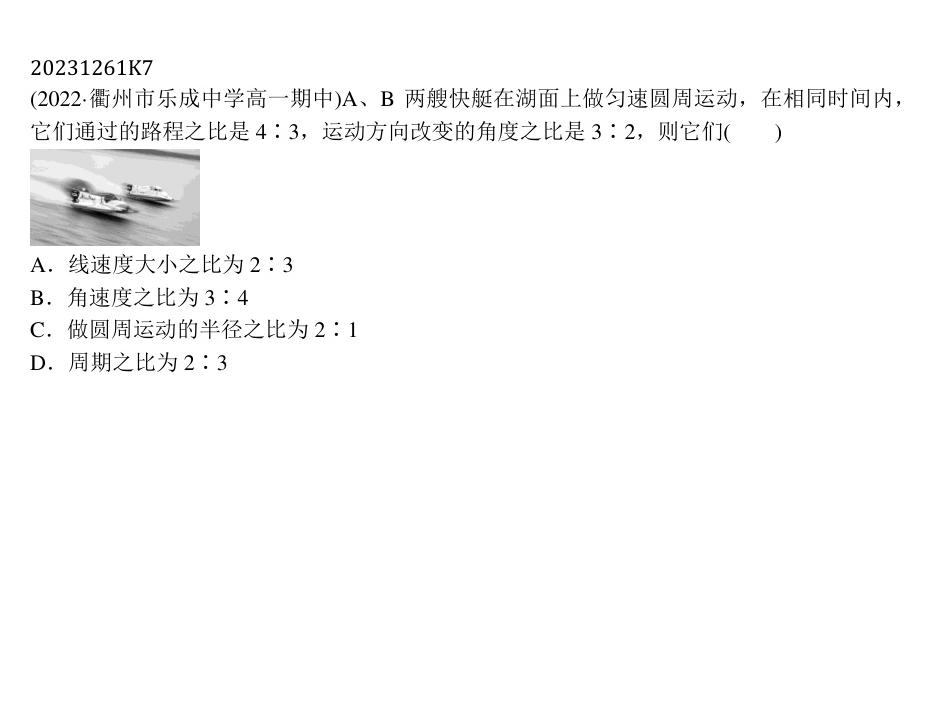 20231261K7
(2022·衢州市乐成中学高一期中)A、B 两艘快艇在湖面上做匀速圆周运动，在相同时间内，
它们通过的路程之比是 4∶3，运动方向改变的角度之比是 3∶2，则它们(　　)
A．线速度大小之比为 2∶3
B．角速度之比为 3∶4
C．做圆周运动的半径之比为 2∶1
D．周期之比为 2∶3